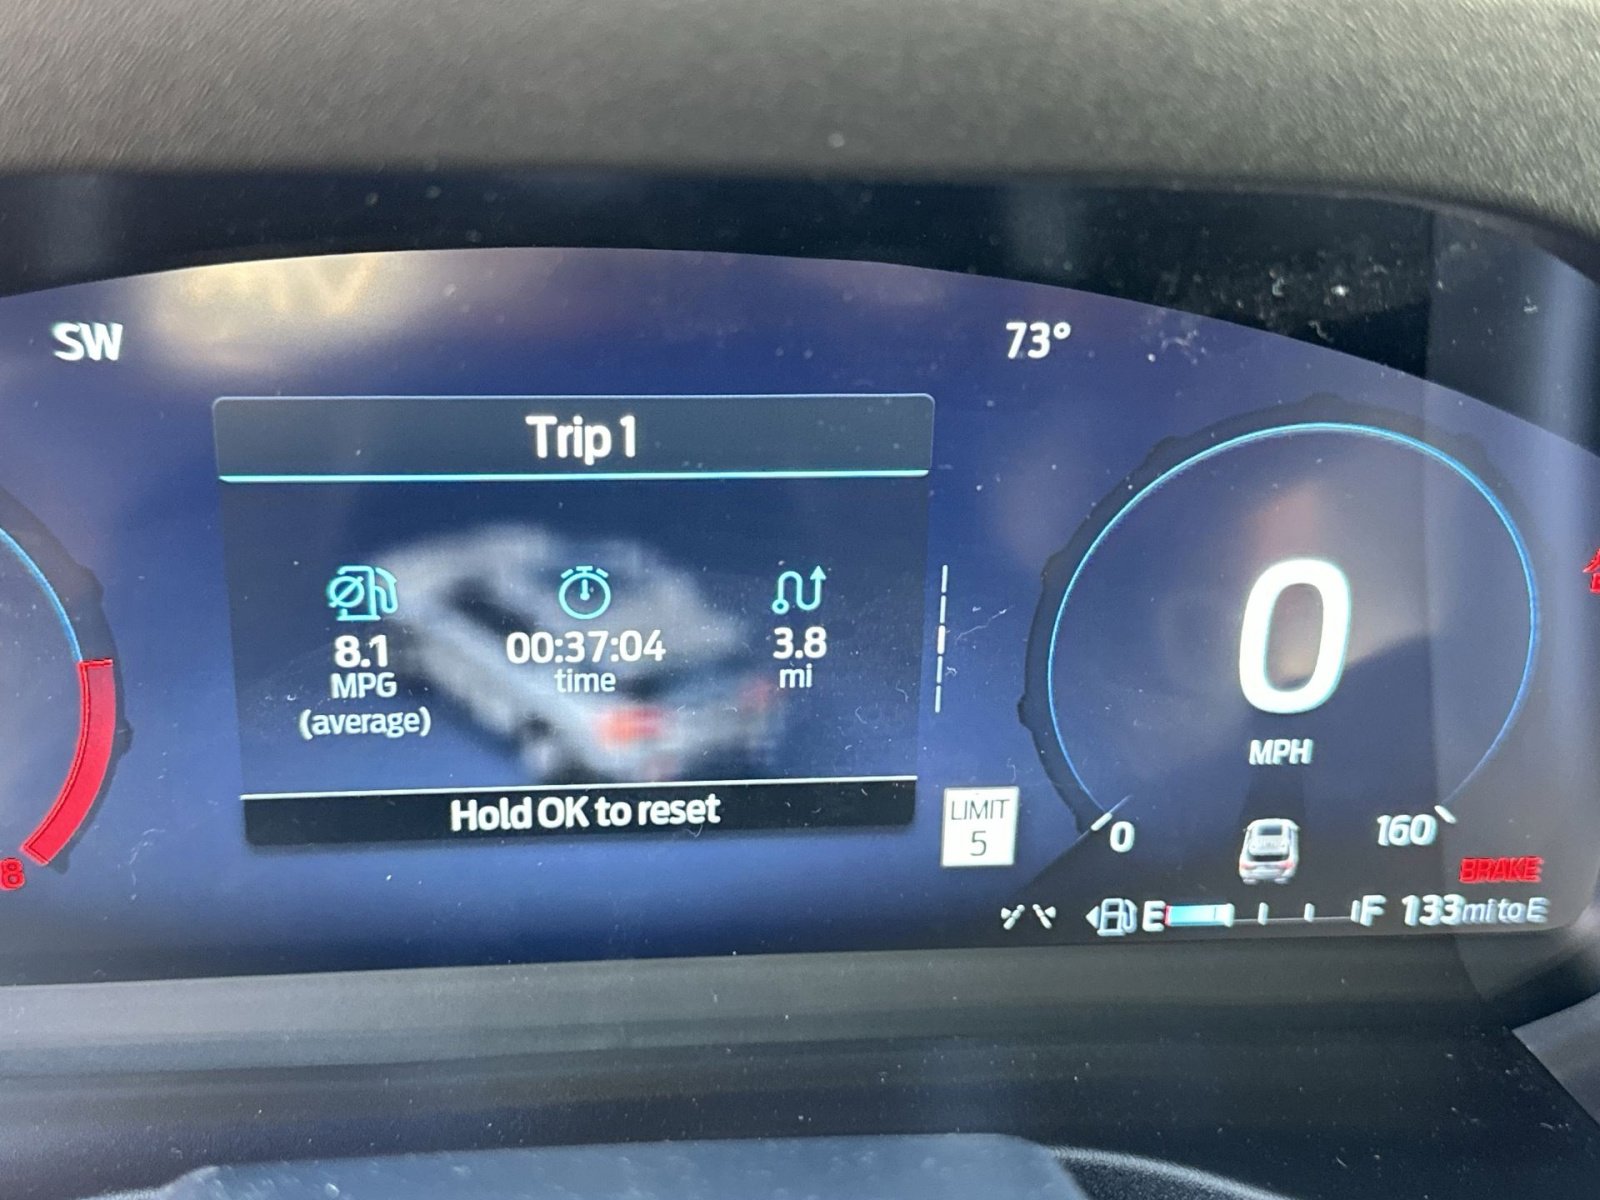 SW
73°
Trip 1
8.1
MPG
(average)
00:37:04
time
3.8
mi
Hold OK to reset
LIMIT
5
0
MPH
0
160
BRAKE
8
E
F
133 mi to E